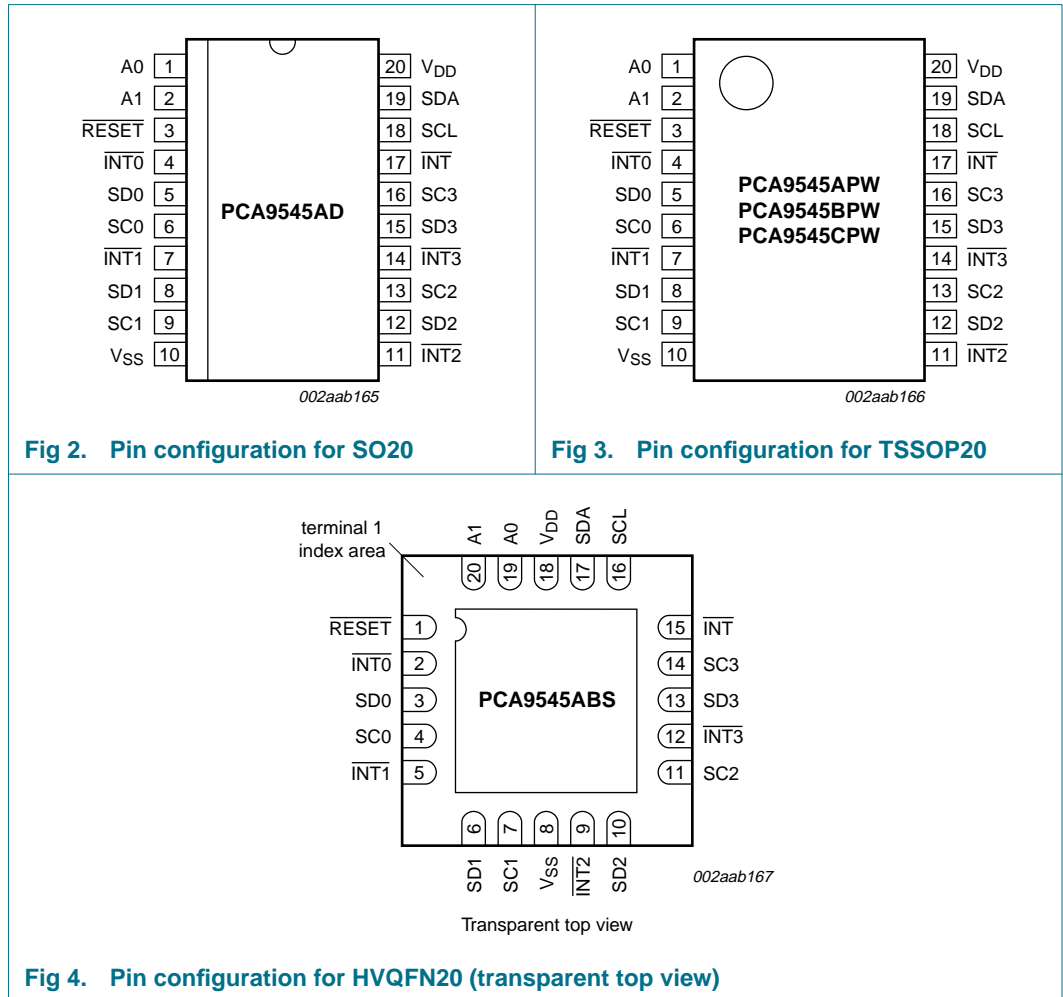 A0 1
A1 2
RESET 3
INT0 4
SD0 5
SC0 6
INT1 7
SD1 8
SC1 9
VSS 10
PCA9545AD
20 VDD
19 SDA
18 SCL
17 INT
16 SC3
15 SD3
14 INT3
13 SC2
12 SD2
11 INT2
002aab165
Fig 2. Pin configuration for SO20
A0 1
A1 2
RESET 3
INT0 4
SD0 5
SC0 6
INT1 7
SD1 8
SC1 9
VSS 10
PCA9545APW
PCA9545BPW
PCA9545CPW
20 VDD
19 SDA
18 SCL
17 INT
16 SC3
15 SD3
14 INT3
13 SC2
12 SD2
11 INT2
002aab166
Fig 3. Pin configuration for TSSOP20
terminal 1
index area
A1 A0 VDD SDA SCL
20 19 18 17 16
RESET 1
INT0 2
SD0 3
SC0 4
INT1 5
PCA9545ABS
15 INT
14 SC3
13 SD3
12 INT3
11 SC2
6 7 8 9 10
SD1 SC1 VSS INT2 SD2
002aab167
Transparent top view
Fig 4. Pin configuration for HVQFN20 (transparent top view)